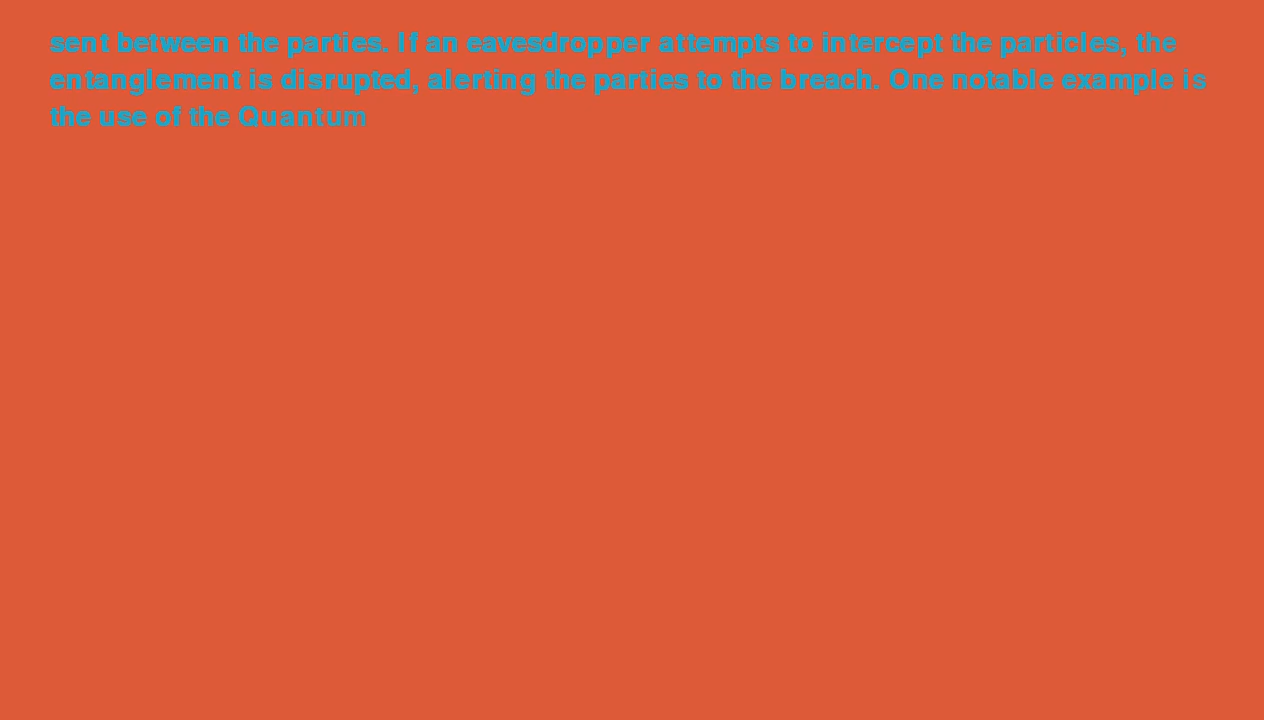 sent between the parties. If an eavesdropper attempts to intercept the particles, the
entanglement is disrupted, alerting the parties to the breach. One notable example is
the use of the Quantum